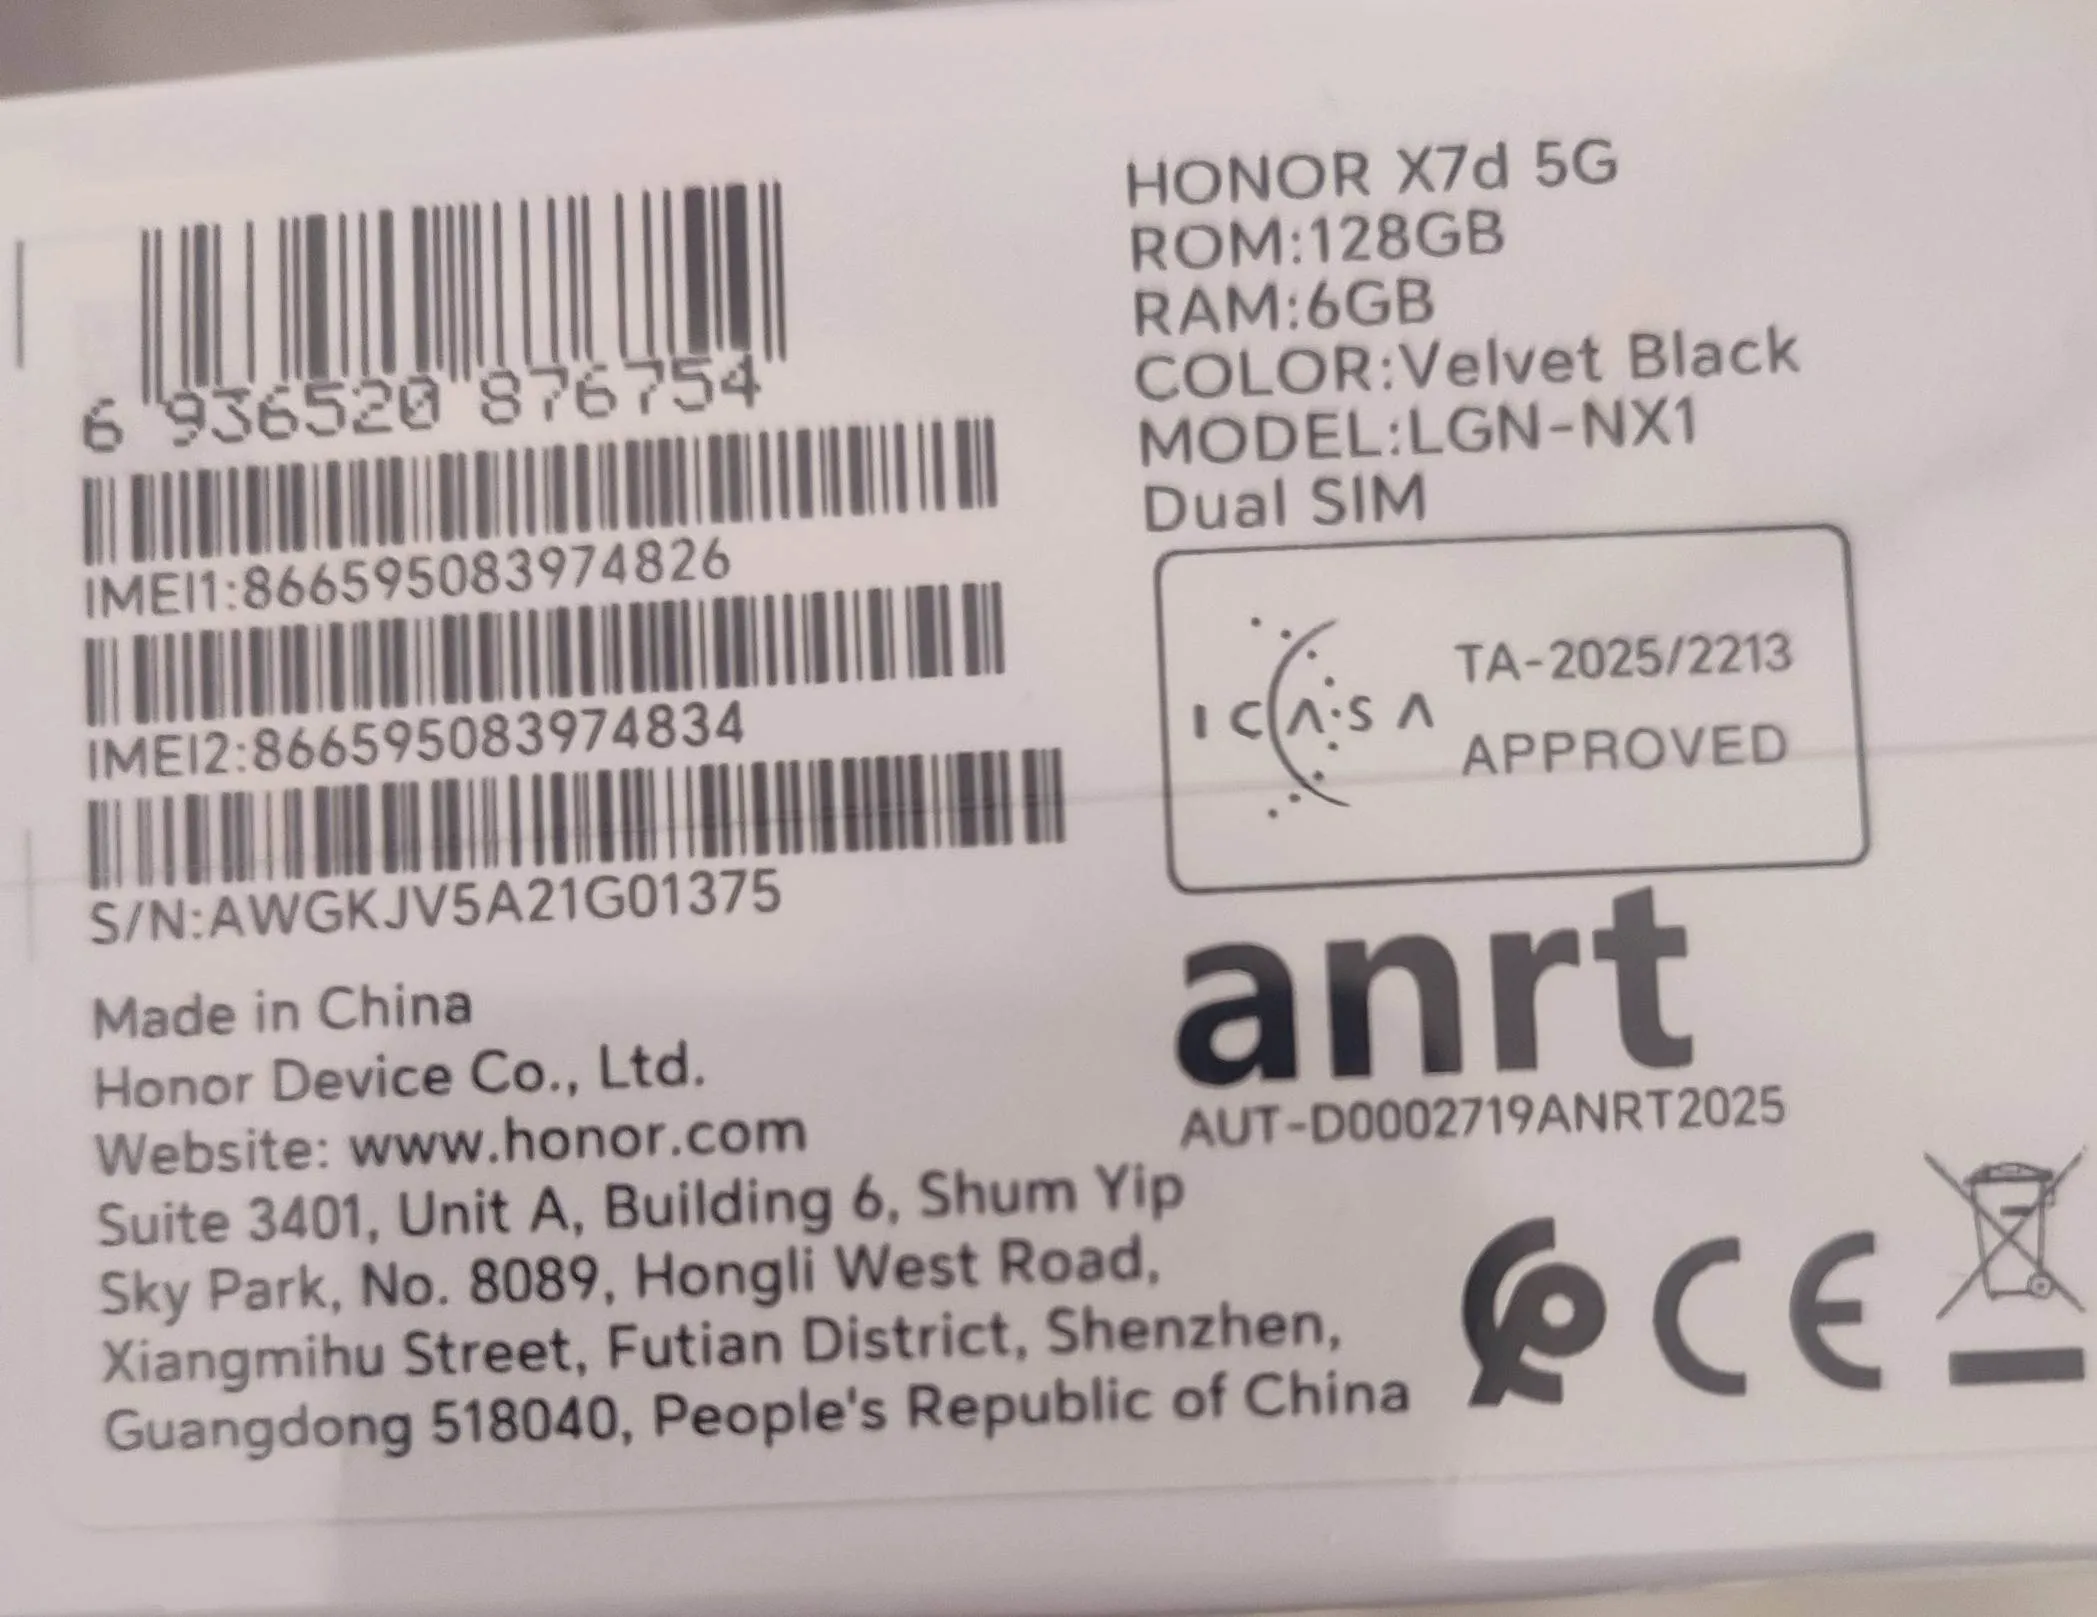 6 936520 876754
IMEI1:866595083974826
IMEI2:866595083974834
S/N:AWGKJV5A21G01375
Made in China
Honor Device Co., Ltd.
Website: www.honor.com
Suite 3401, Unit A, Building 6, Shum Yip
Sky Park, No. 8089, Hongli West Road,
Xiangmihu Street, Futian District, Shenzhen,
Guangdong 518040, People's Republic of China
HONOR X7d 5G
ROM:128GB
RAM:6GB
COLOR:Velvet Black
MODEL:LGN-NX1
Dual SIM
ICASA
TA-2025/2213
APPROVED
anrt
AUT-D0002719ANRT2025
CE